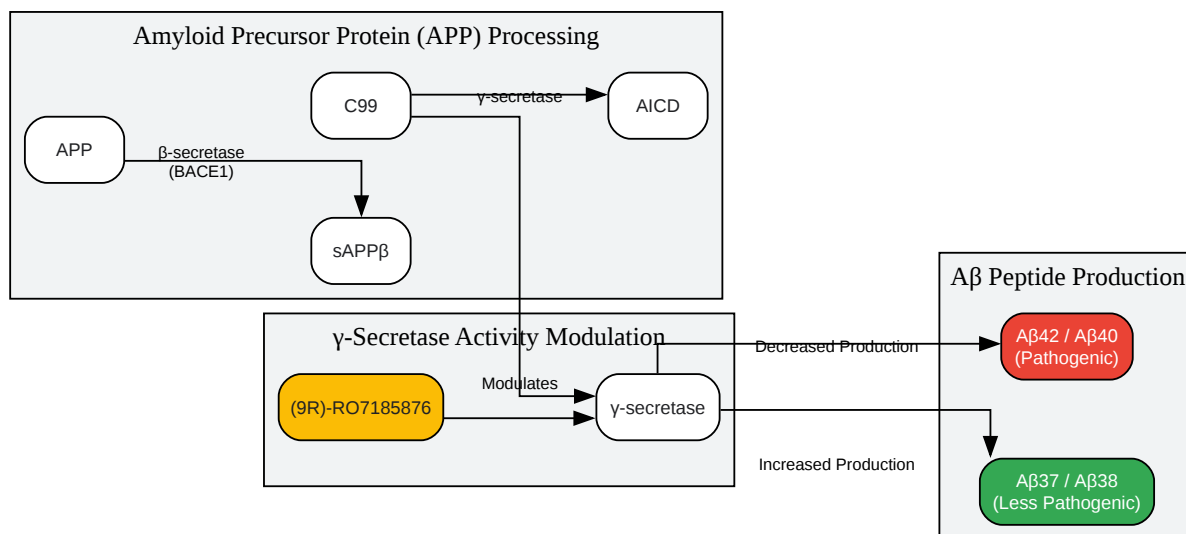 Amyloid Precursor Protein (APP) Processing
C99
γ-secretase
AICD
APP
β-secretase
(BACE1)
sAPPβ
γ-Secretase Activity Modulation
(9R)-RO7185876
Modulates
γ-secretase
Decreased Production
Increased Production
Aβ Peptide Production
Aβ42 / Aβ40
(Pathogenic)
Aβ37 / Aβ38
(Less Pathogenic)